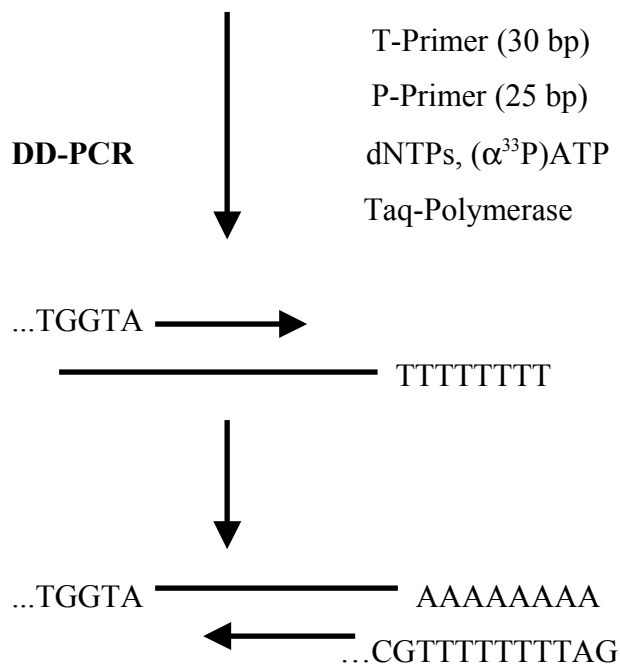 T-Primer (30 bp)
P-Primer (25 bp)
DD-PCR
dNTPs, (α³³P)ATP
Taq-Polymerase
...TGGTA
TTTTTTTT
...TGGTA
AAAAAAAA
…CGTTTTTTTTAG